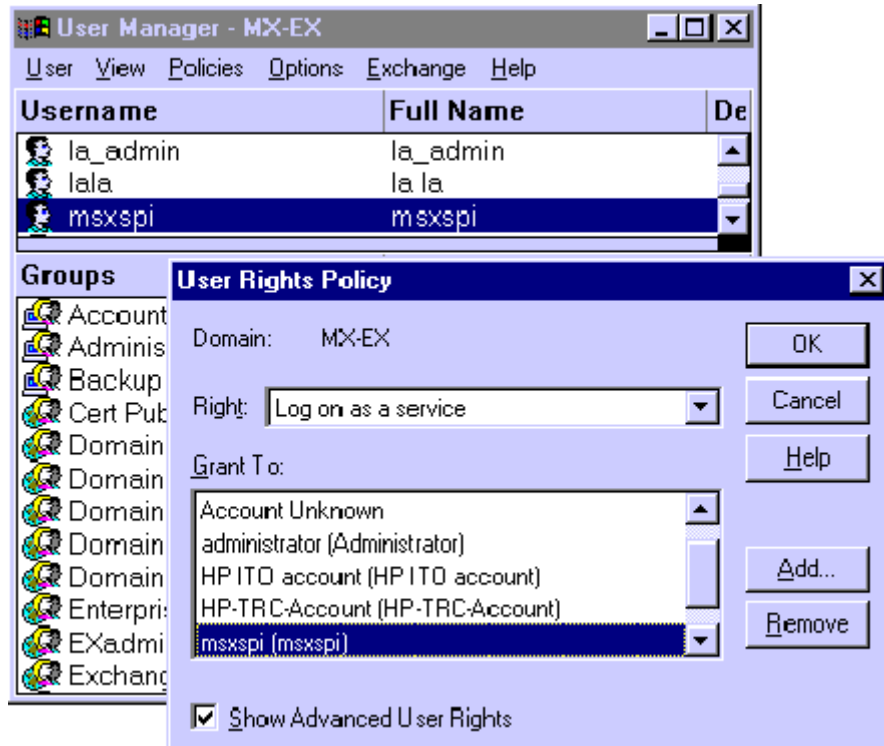 User Manager - MX-EX
User View Policies Options Exchange Help
Username Full Name De
la_admin la_admin
lala la la
msxspi msxspi
Groups
User Rights Policy
Account
Adminis
Backup
Cert Pub
Domain
Domain
Domain
Domain
Domain
Enterpri
EXadmi
Exchang
Domain: MX-EX
Right: Log on as a service
Grant To:
Account Unknown
administrator (Administrator)
HP ITO account (HP ITO account)
HP-TRC-Account (HP-TRC-Account)
msxspi (msxspi)
Show Advanced User Rights
OK
Cancel
Help
Add...
Remove